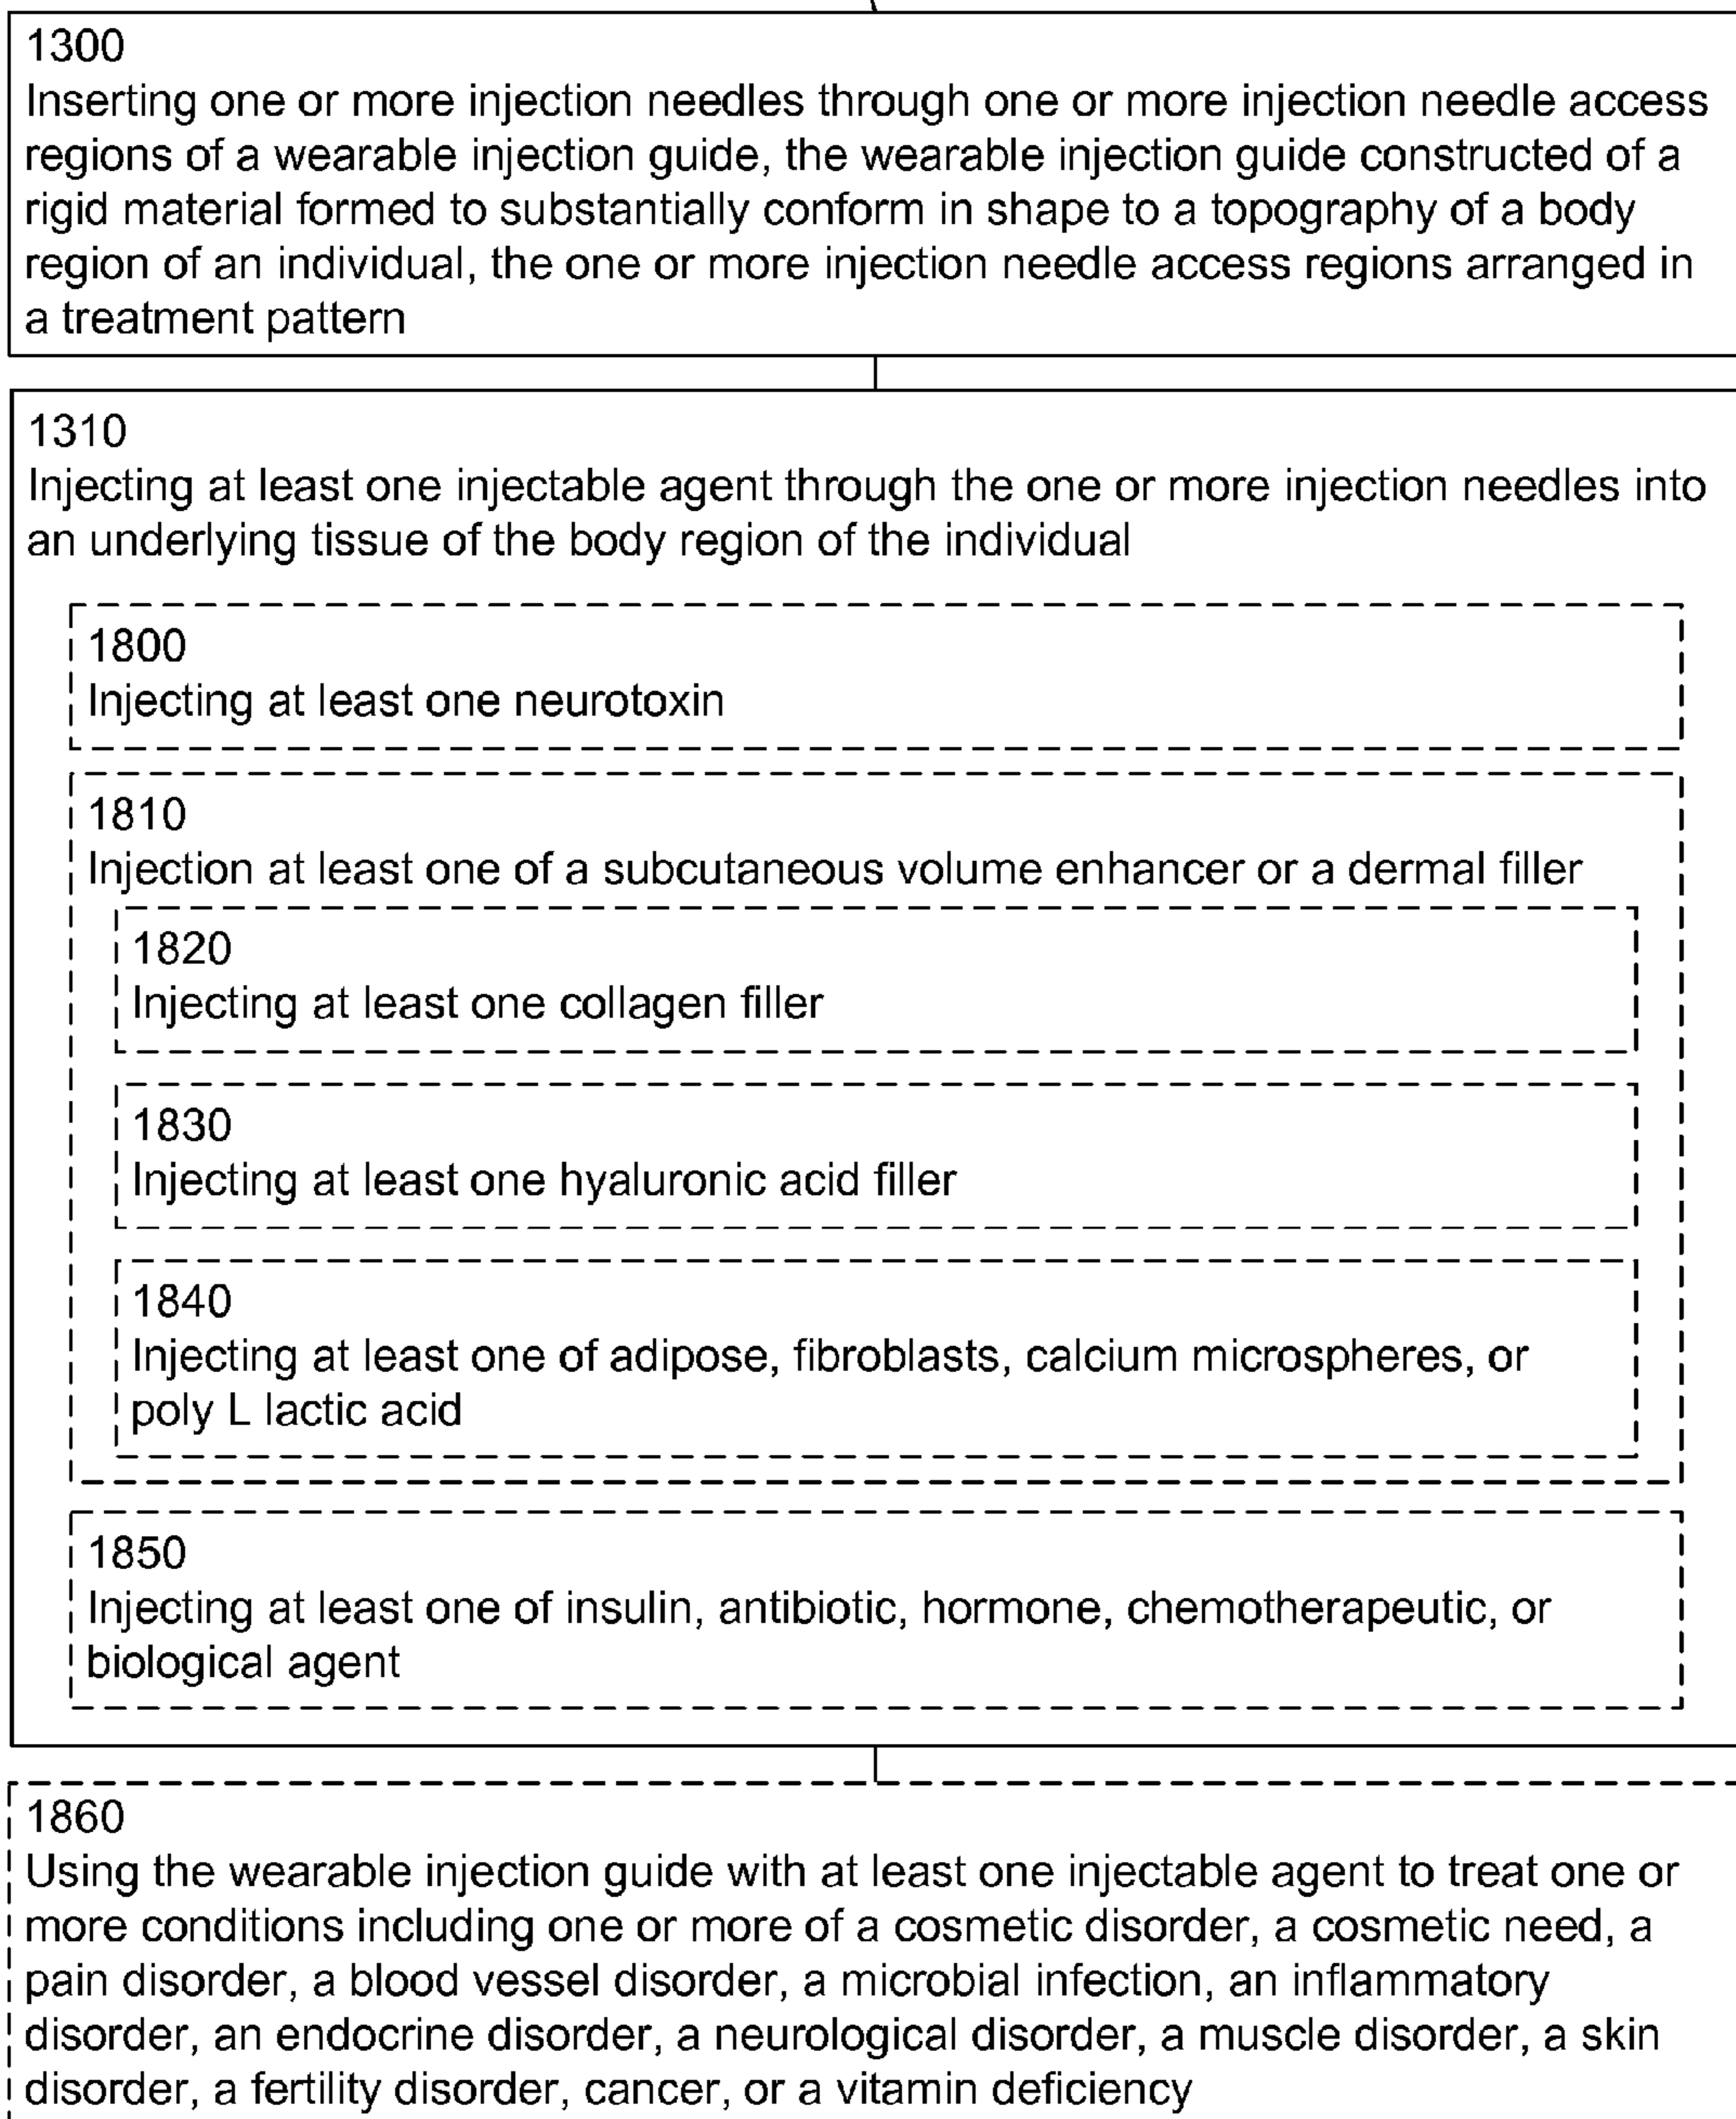 1300
Inserting one or more injection needles through one or more injection needle access
regions of a wearable injection guide, the wearable injection guide constructed of a
rigid material formed to substantially conform in shape to a topography of a body
region of an individual, the one or more injection needle access regions arranged in
a treatment pattern
1310
Injecting at least one injectable agent through the one or more injection needles into
an underlying tissue of the body region of the individual
1800
Injecting at least one neurotoxin
1810
Injection at least one of a subcutaneous volume enhancer or a dermal filler
1820
Injecting at least one collagen filler
1830
Injecting at least one hyaluronic acid filler
1840
Injecting at least one of adipose, fibroblasts, calcium microspheres, or
poly L lactic acid
1850
Injecting at least one of insulin, antibiotic, hormone, chemotherapeutic, or
biological agent
1860
Using the wearable injection guide with at least one injectable agent to treat one or
more conditions including one or more of a cosmetic disorder, a cosmetic need, a
pain disorder, a blood vessel disorder, a microbial infection, an inflammatory
disorder, an endocrine disorder, a neurological disorder, a muscle disorder, a skin
disorder, a fertility disorder, cancer, or a vitamin deficiency